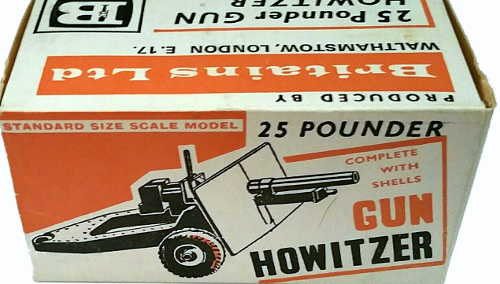 25 Pounder GUN
HOWITZER
WALTHAMSTOW, LONDON E.17.
Britains Ltd
PRODUCED BY
STANDARD SIZE SCALE MODEL
25 POUNDER
COMPLETE
WITH
SHELLS
GUN
HOWITZER